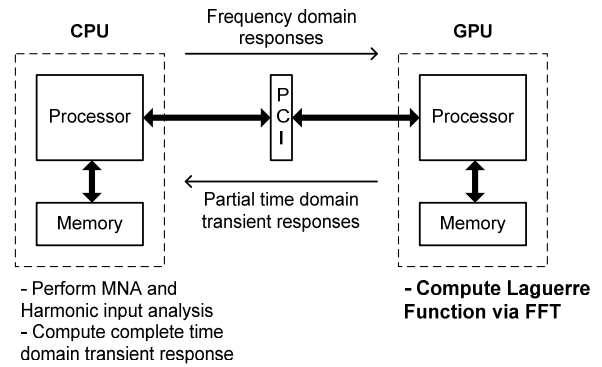 CPU
Frequency domain
responses
GPU
Processor
P
C
I
Processor
Memory
Partial time domain
transient responses
Memory
- Perform MNA and
Harmonic input analysis
- Compute complete time
domain transient response
- Compute Laguerre
Function via FFT